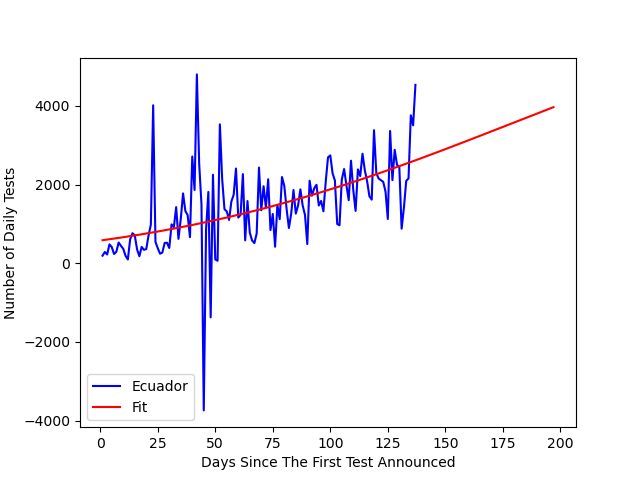 Number of Daily Tests
4000
2000
0
−2000
−4000
Ecuador
Fit
0 25 50 75 100 125 150 175 200
Days Since The First Test Announced